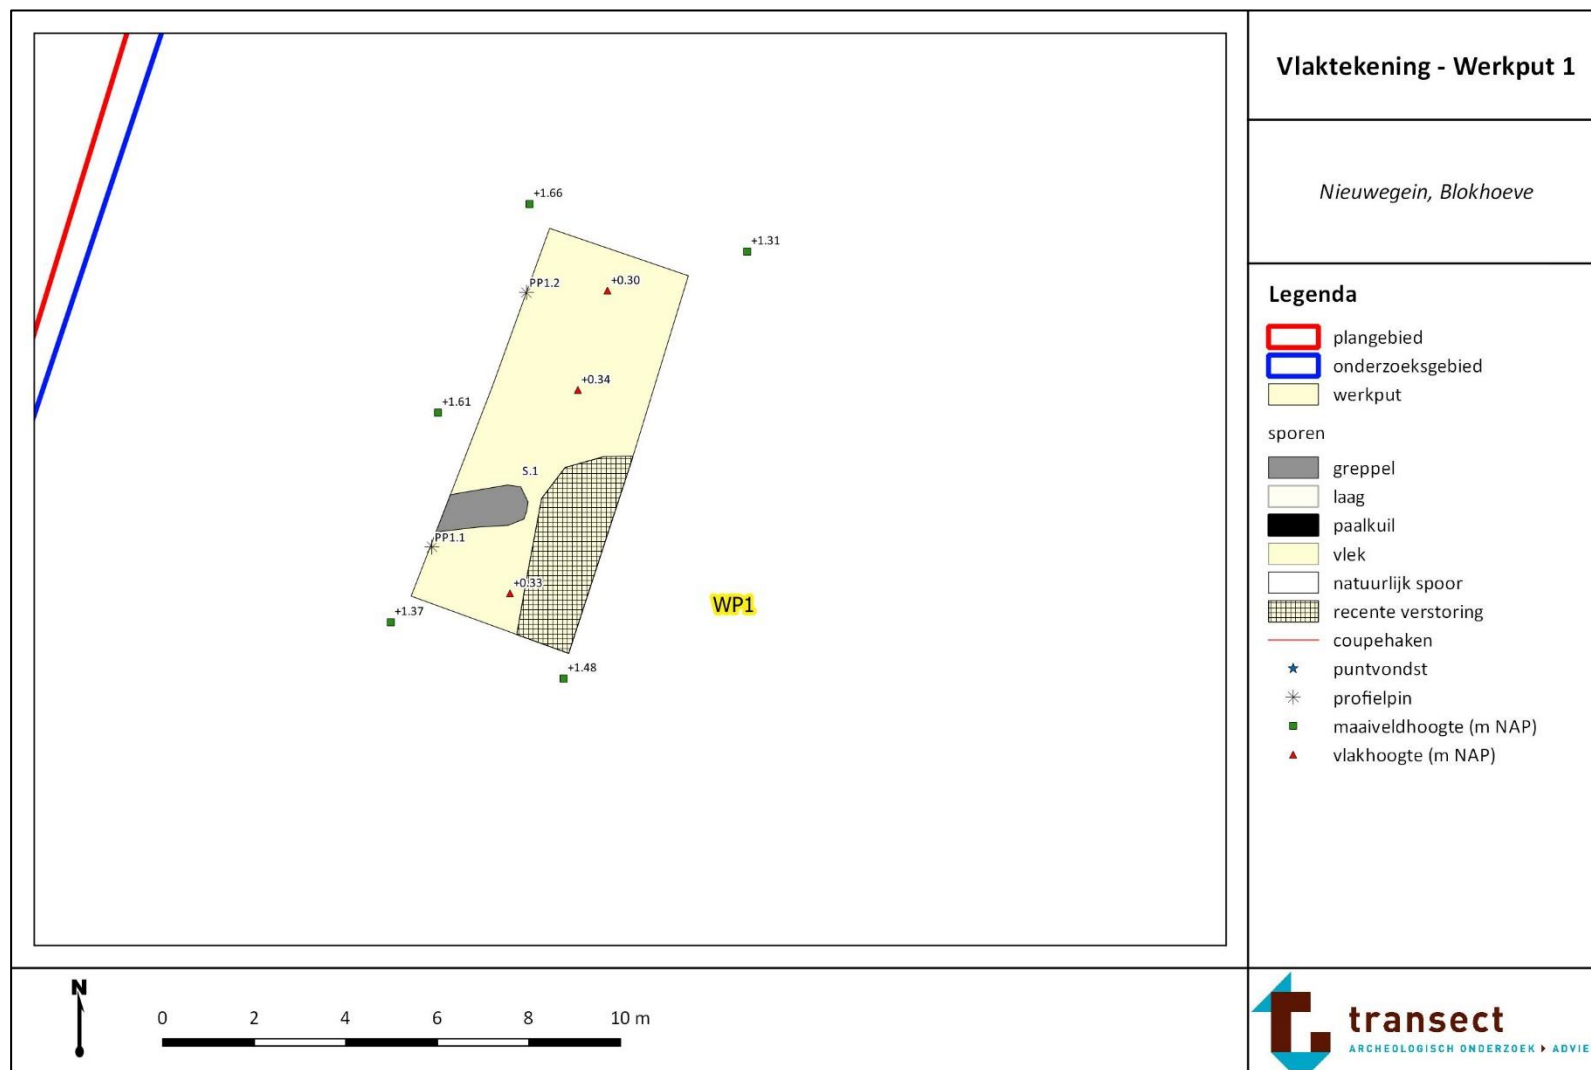 Vlaktekening - Werkput 1
Nieuwegein, Blokhoeve
+1.66
+1.31
PP1.2
+0.30
+0.34
+1.61
S.1
PP1.1
+0.33
WP1
+1.37
+1.48
Legenda
plangebied
onderzoeksgebied
werkput
sporen
greppel
laag
paalkuil
vlek
natuurlijk spoor
recente verstoring
coupehaken
puntvondst
profielpin
maaiveldhoogte (m NAP)
vlakhoogte (m NAP)
N
0 2 4 6 8 10 m
transect
ARCHEOLOGISCH ONDERZOEK ADVIE